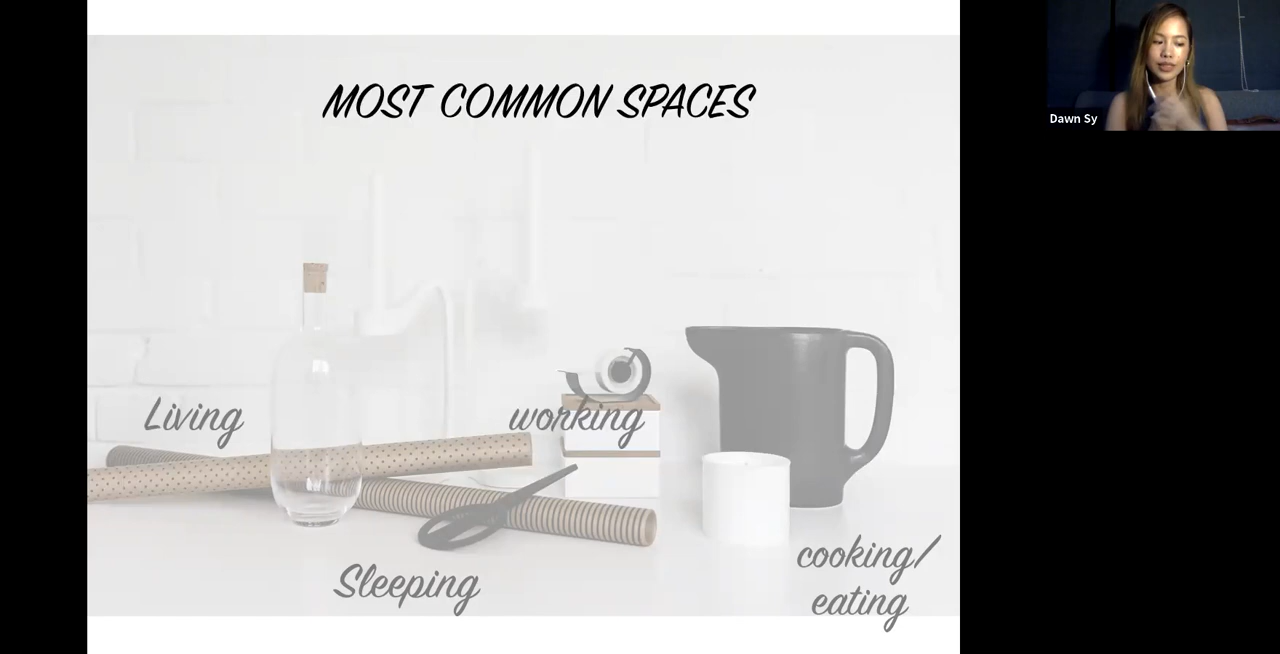 MOST COMMON SPACES
Dawn Sy
Living
working
Sleeping
cooking/
eating